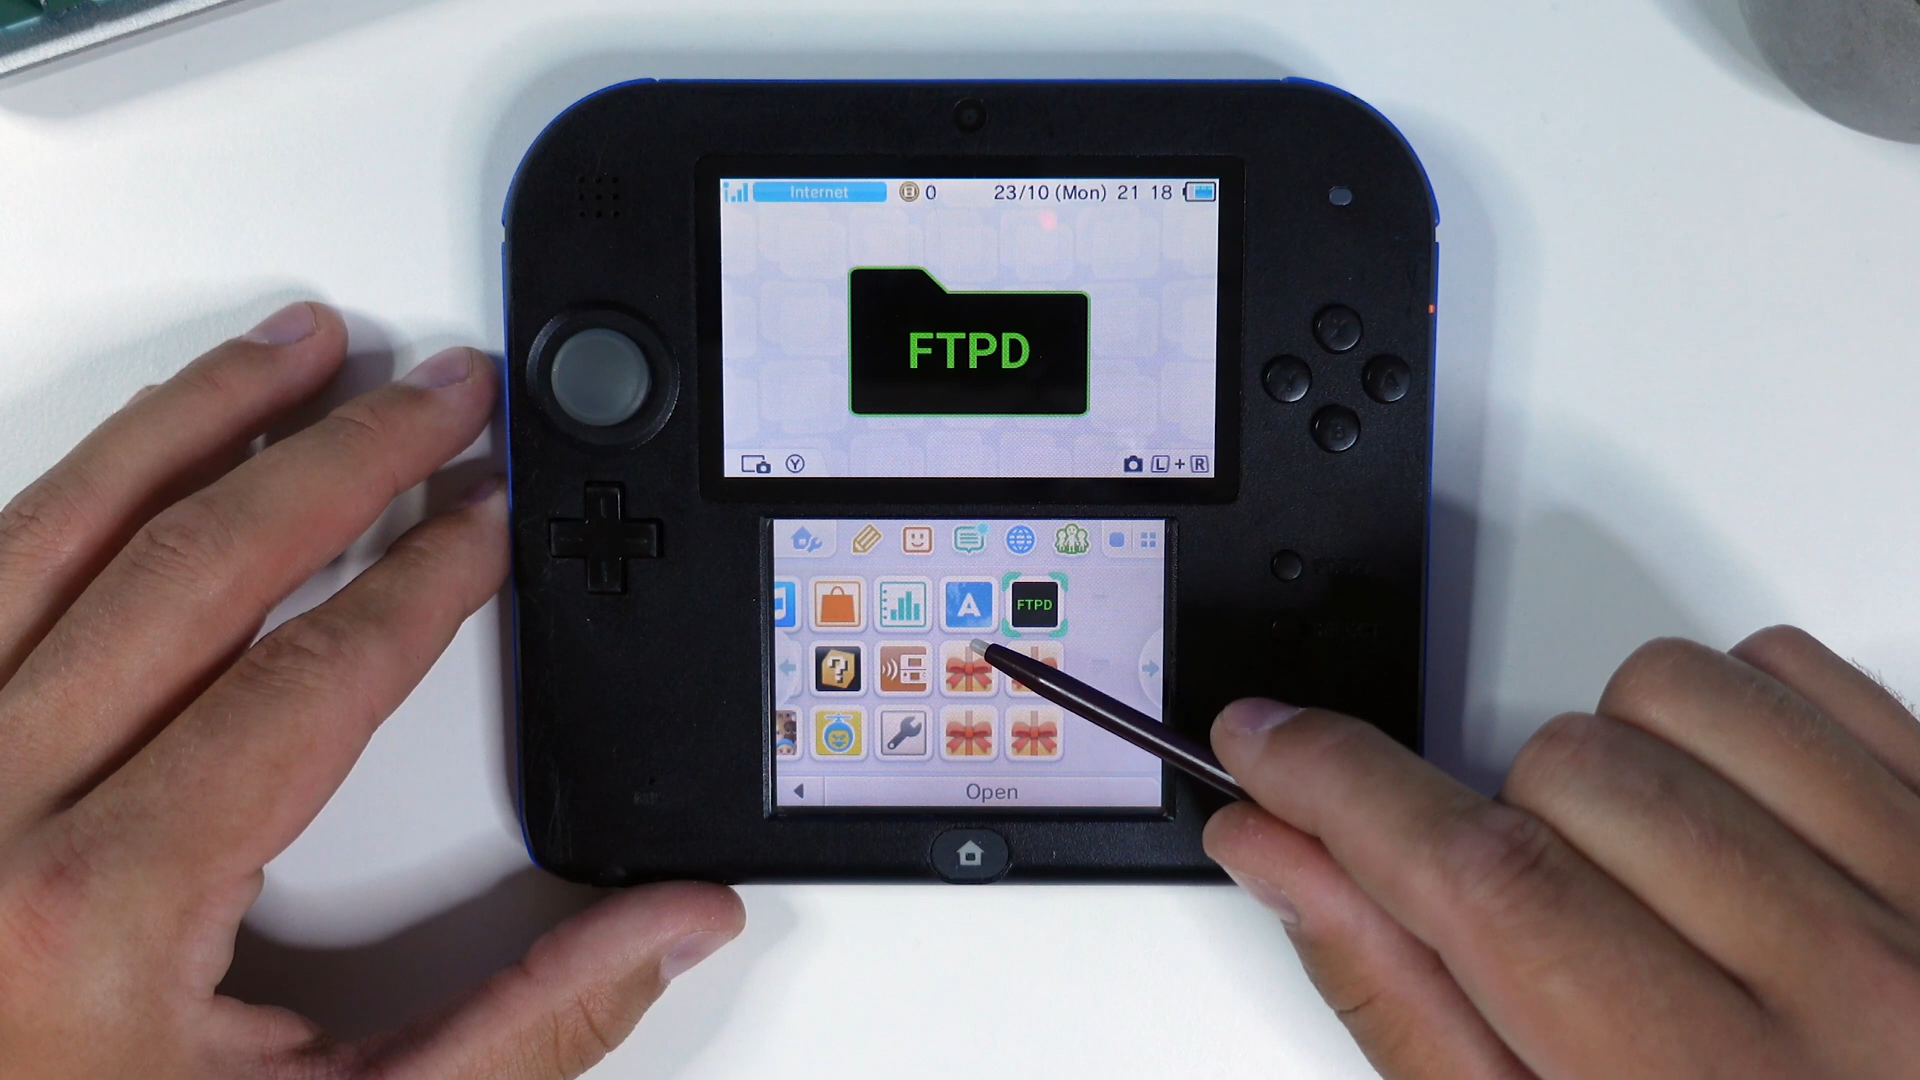 Internet 0 23/10 (Mon) 21 18
FTPD
Y L + R
X
Y A
B
A FTPD
?
Open